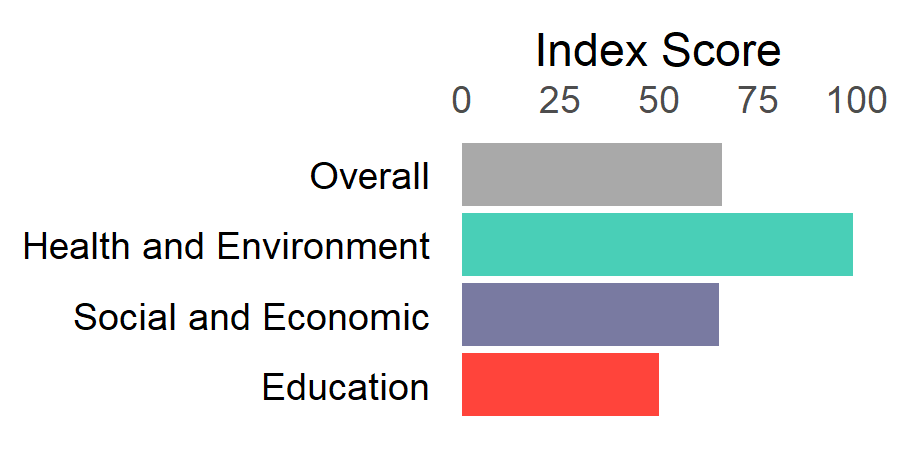 Index Score
0 25 50 75 100
Overall
Health and Environment
Social and Economic
Education